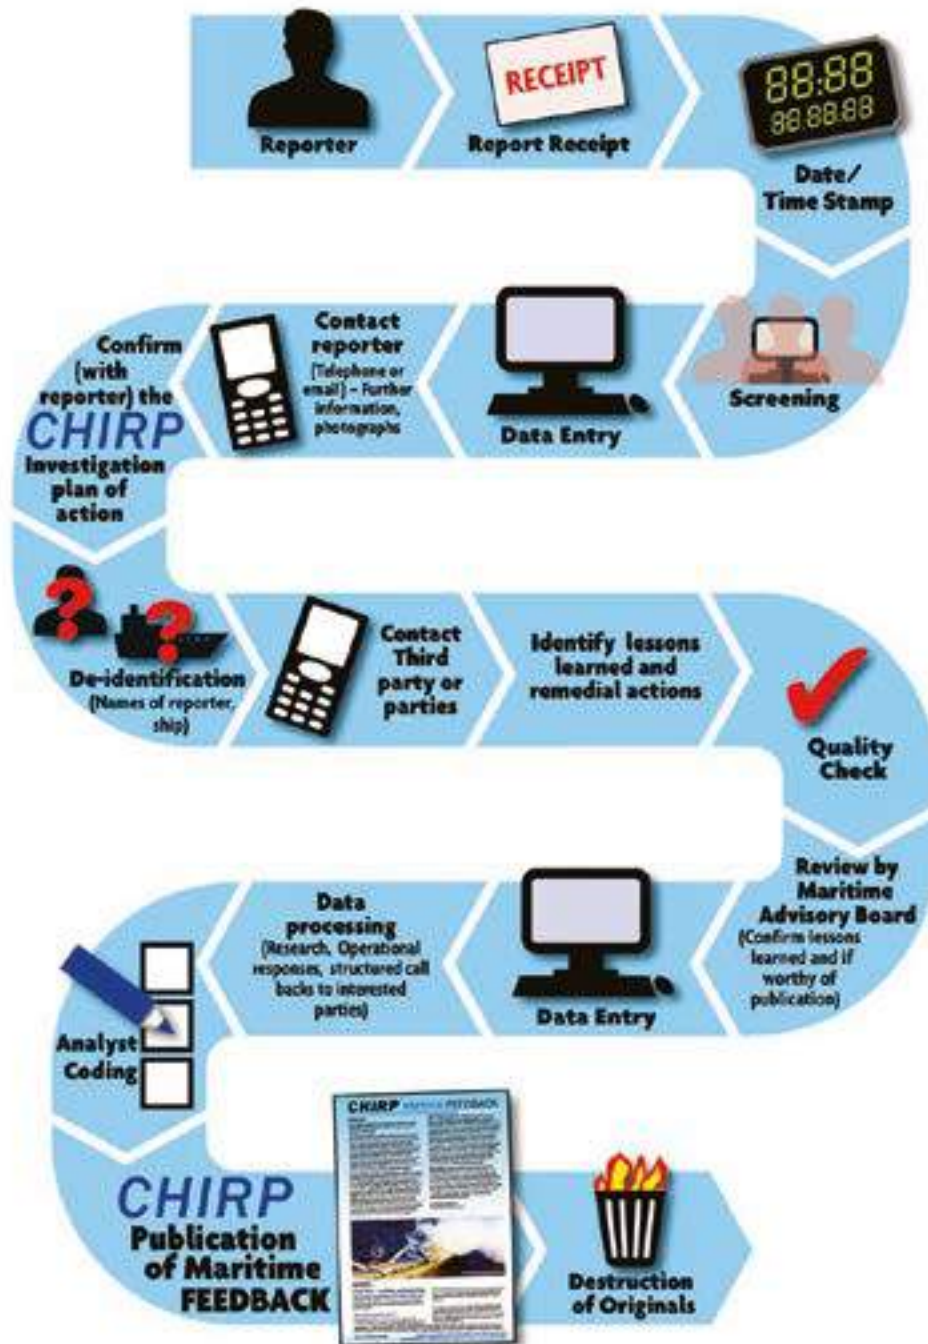 Reporter
RECEIPT
Report Receipt
88:88
88:88:88
Date/
Time Stamp
Screening
Data Entry
Contact
reporter
(Telephone or
email) – Further
information,
photographs
Confirm
(with
reporter) the
CHIRP
Investigation
plan of
action
De-identification
(Names of reporter,
ship)
Contact
Third
party or
parties
Identify lessons
learned and
remedial actions
Quality
Check
Review by
Maritime
Advisory Board
(Confirm lessons
learned and if
worthy of
publication)
Data Entry
Data
processing
(Research, Operational
responses, structured call
backs to interested
parties)
Analyst
Coding
CHIRP
Publication
of Maritime
FEEDBACK
CHIRP MARITIME FEEDBACK
Destruction
of Originals